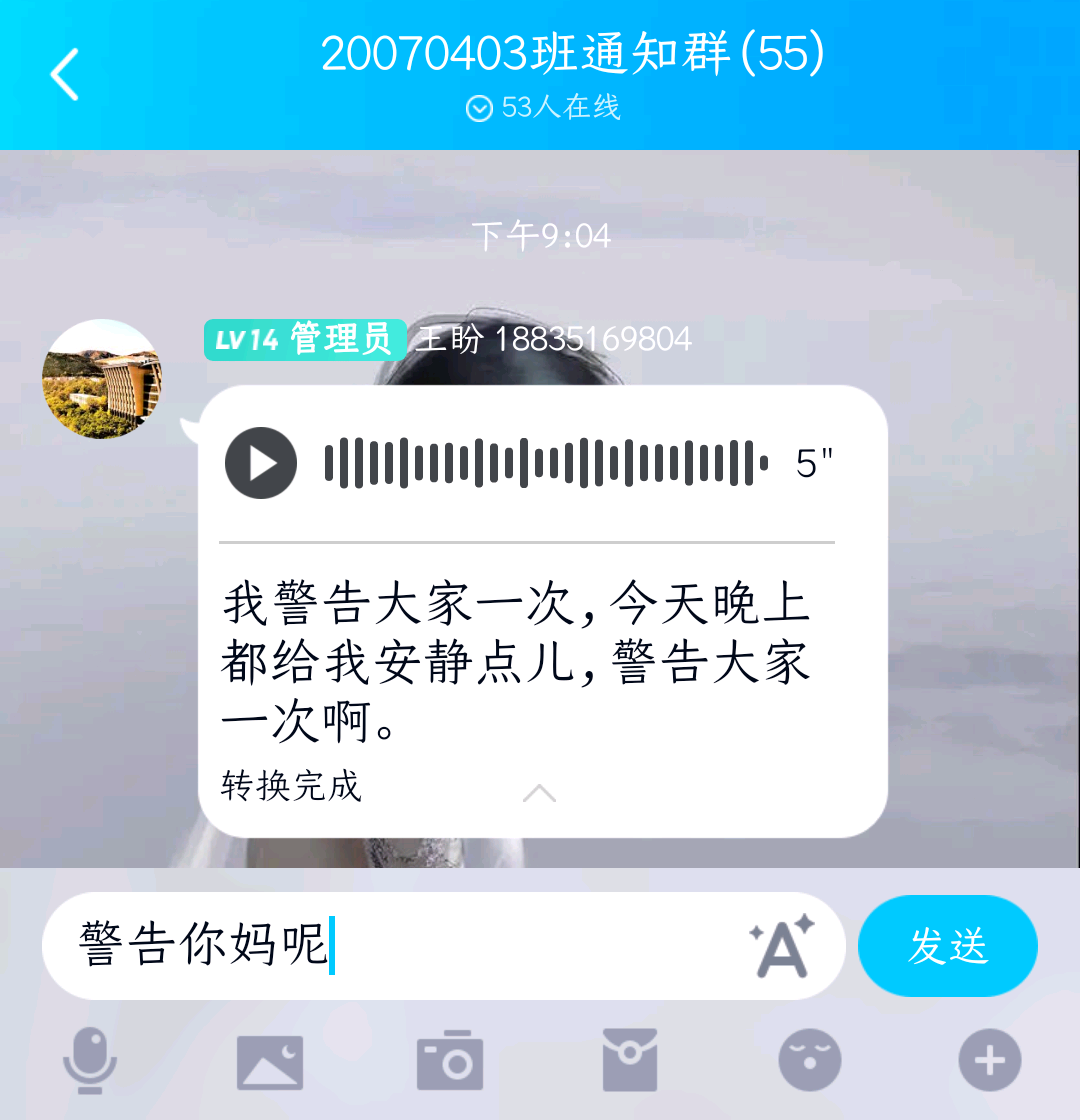 20070403班通知群(55)
53人在线
下午9:04
LV14 管理员 王盼 18835169804
5"
我警告大家一次,今天晚上
都给我安静点儿,警告大家
一次啊。
转换完成
警告你妈呢
A
发送